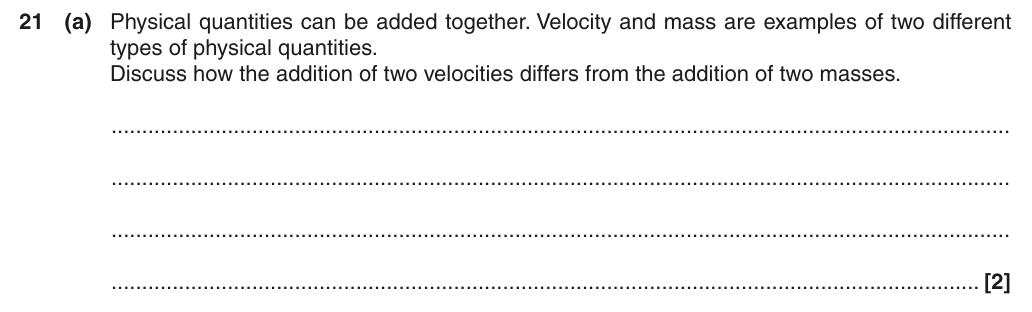 21 (a) Physical quantities can be added together. Velocity and mass are examples of two different
types of physical quantities.
Discuss how the addition of two velocities differs from the addition of two masses.
..........................................................................................................................................................
..........................................................................................................................................................
..........................................................................................................................................................
..................................................................................................................................................... [2]